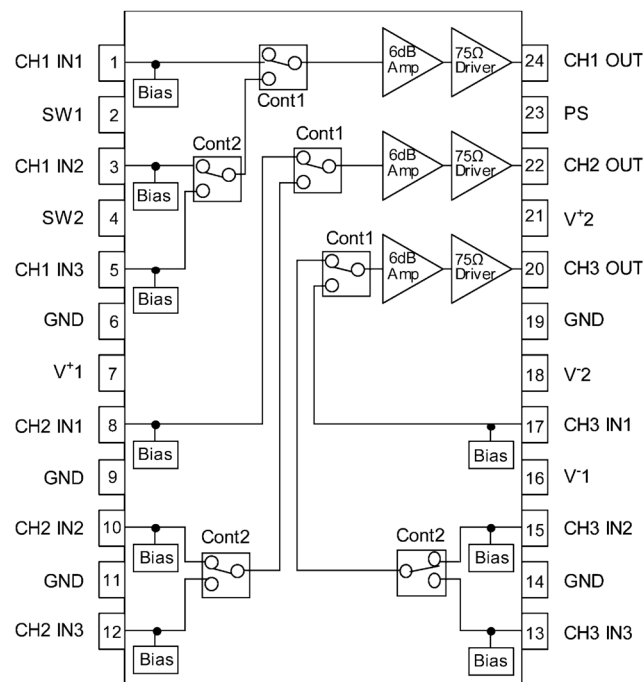 CH1 IN1 1 Bias Cont1 6dB Amp 75Ω Driver 24 CH1 OUT
SW1 2 23 PS
CH1 IN2 3 Bias Cont2 Cont1 6dB Amp 75Ω Driver 22 CH2 OUT
SW2 4 21 V+2
CH1 IN3 5 Bias Cont1 6dB Amp 75Ω Driver 20 CH3 OUT
GND 6 19 GND
V+1 7 18 V-2
CH2 IN1 8 Bias Bias 17 CH3 IN1
GND 9 16 V-1
CH2 IN2 10 Bias Cont2 Cont2 Bias 15 CH3 IN2
GND 11 14 GND
CH2 IN3 12 Bias Bias 13 CH3 IN3